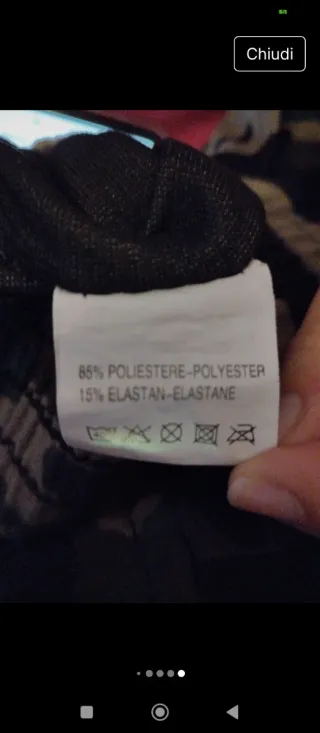 Chiudi
85% POLIESTERE-POLYESTER
15% ELASTAN-ELASTANE